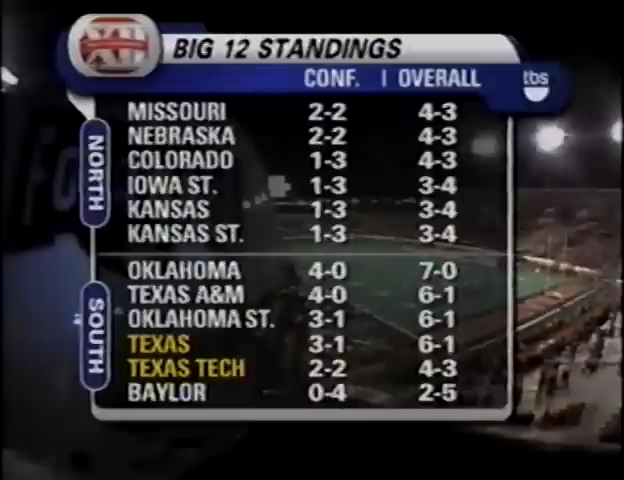 XII BIG 12 STANDINGS
CONF. | OVERALL tbs
NORTH
MISSOURI 2-2 4-3
NEBRASKA 2-2 4-3
COLORADO 1-3 4-3
IOWA ST. 1-3 3-4
KANSAS 1-3 3-4
KANSAS ST. 1-3 3-4
SOUTH
OKLAHOMA 4-0 7-0
TEXAS A&M 4-0 6-1
OKLAHOMA ST. 3-1 6-1
TEXAS 3-1 6-1
TEXAS TECH 2-2 4-3
BAYLOR 0-4 2-5